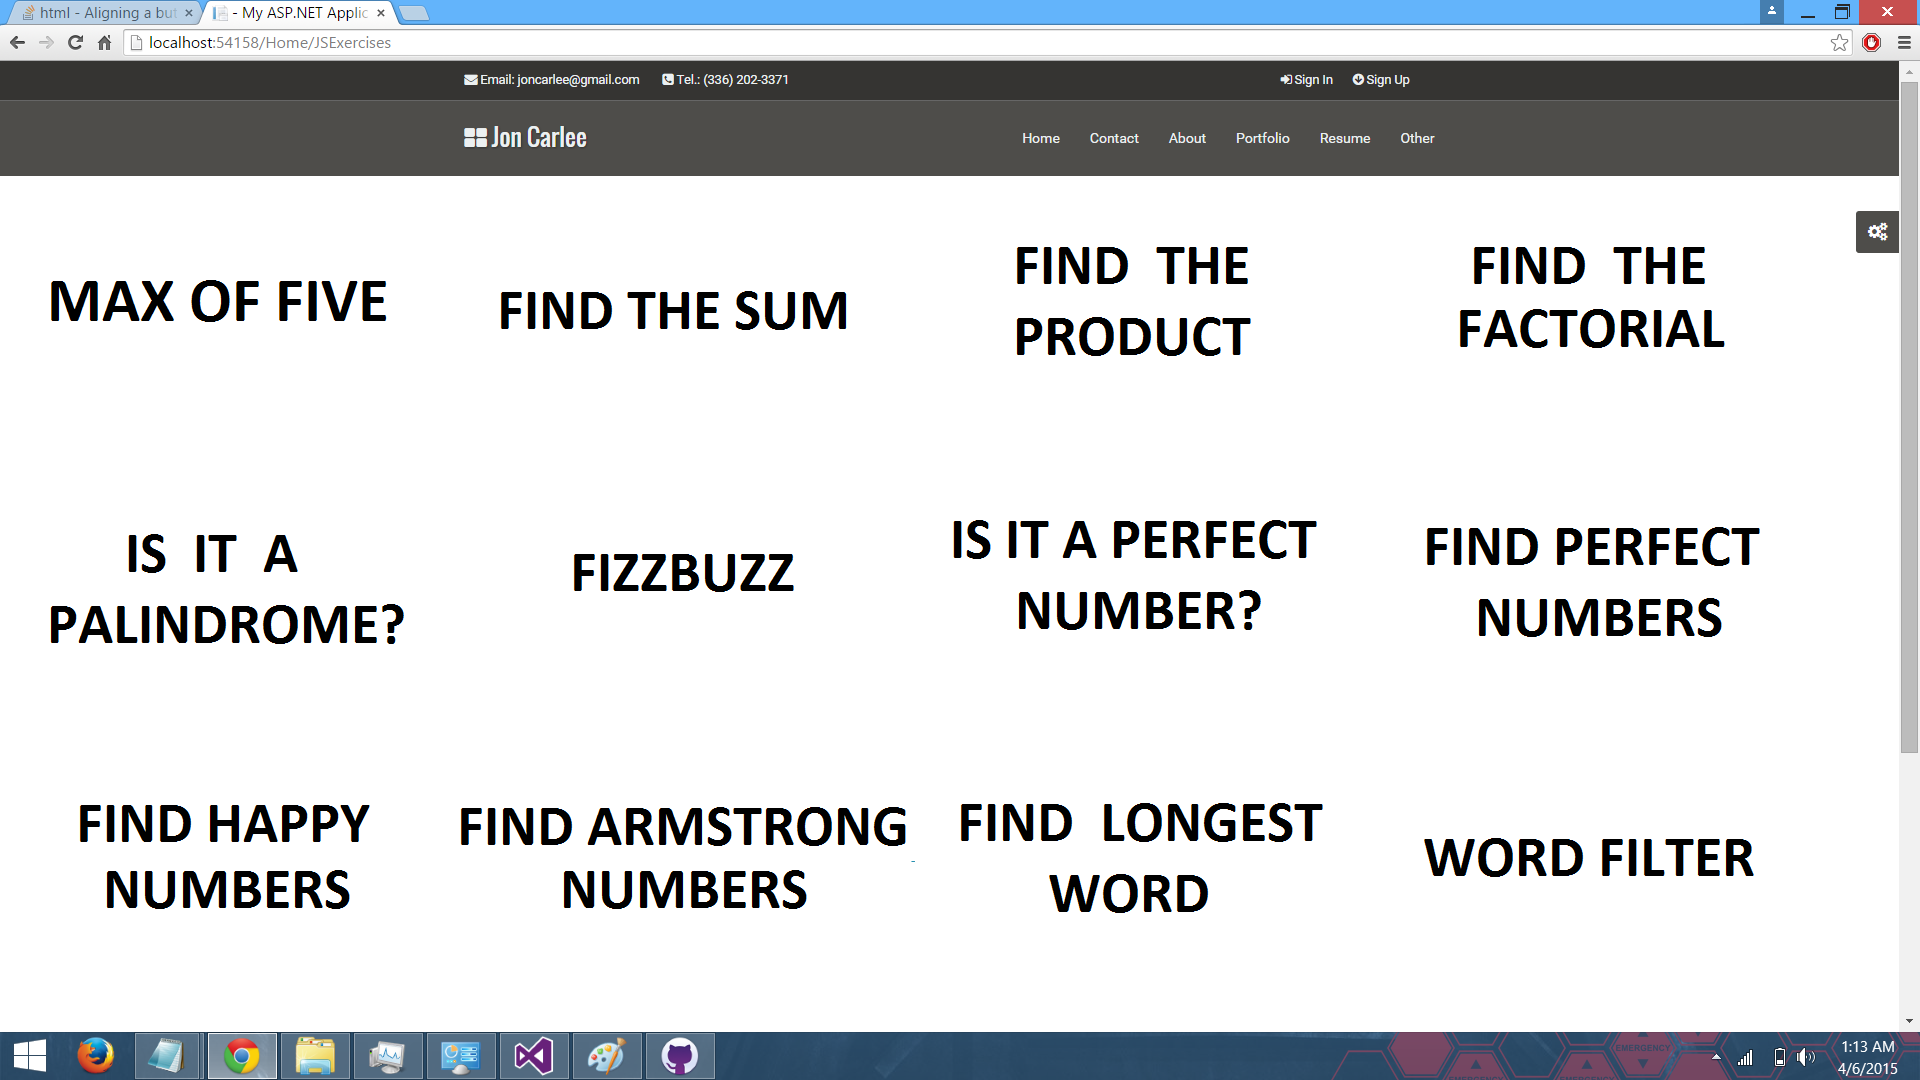 html - Aligning a but
- My ASP.NET Applic
localhost:54158/Home/JSExercises
Email: joncarlee@gmail.com Tel.: (336) 202-3371 Sign In Sign Up
Jon Carlee Home Contact About Portfolio Resume Other
MAX OF FIVE
FIND THE SUM
FIND THE
PRODUCT
FIND THE
FACTORIAL
IS IT A
PALINDROME?
FIZZBUZZ
IS IT A PERFECT
NUMBER?
FIND PERFECT
NUMBERS
FIND HAPPY
NUMBERS
FIND ARMSTRONG
NUMBERS
FIND LONGEST
WORD
WORD FILTER
EMERGENCY
1:13 AM
4/6/2015